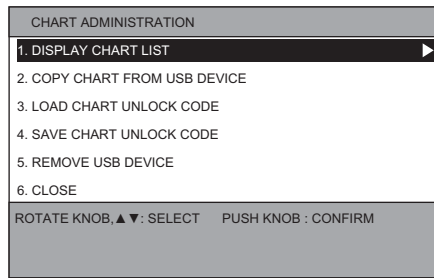 CHART ADMINISTRATION
1. DISPLAY CHART LIST
2. COPY CHART FROM USB DEVICE
3. LOAD CHART UNLOCK CODE
4. SAVE CHART UNLOCK CODE
5. REMOVE USB DEVICE
6. CLOSE
ROTATE KNOB,▲▼: SELECT PUSH KNOB : CONFIRM